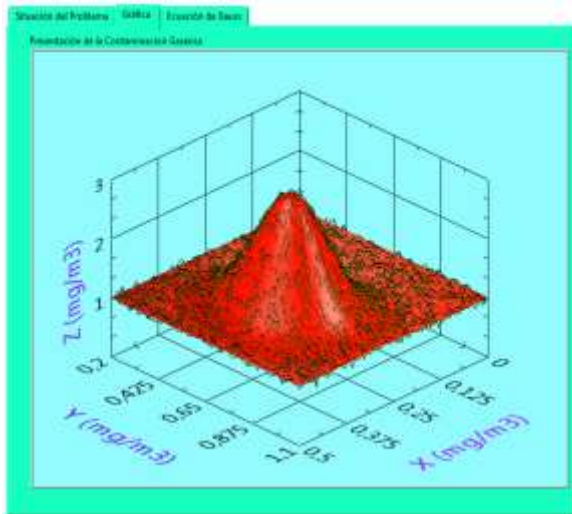 Situación del Problema Gráfica Ecuación de Gauss
Presentación de la Contaminación Gaseosa
3
2
1
Z (mg/m3)
0,2
0,425
0,65
0,875
1,1
Y (mg/m3)
0
0,125
0,25
0,375
0,5
X (mg/m3)